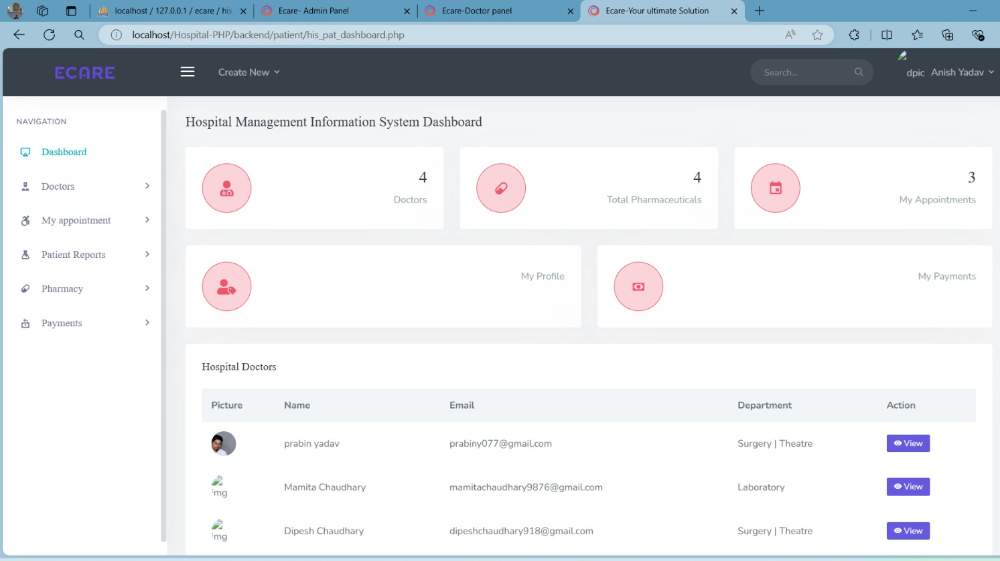 localhost / 127.0.0.1 / ecare / his_
Ecare- Admin Panel
Ecare-Doctor panel
Ecare-Your ultimate Solution
localhost/Hospital-PHP/backend/patient/his_pat_dashboard.php
ECARE
Create New
Search...
dpic
Anish Yadav
NAVIGATION
Dashboard
Doctors
My appointment
Patient Reports
Pharmacy
Payments
Hospital Management Information System Dashboard
4
Doctors
4
Total Pharmaceuticals
3
My Appointments
My Profile
My Payments
Hospital Doctors
Picture Name Email Department Action
prabin yadav prabiny077@gmail.com Surgery | Theatre View
img Mamita Chaudhary mamitachaudhary9876@gmail.com Laboratory View
img Dipesh Chaudhary dipeshchaudhary918@gmail.com Surgery | Theatre View